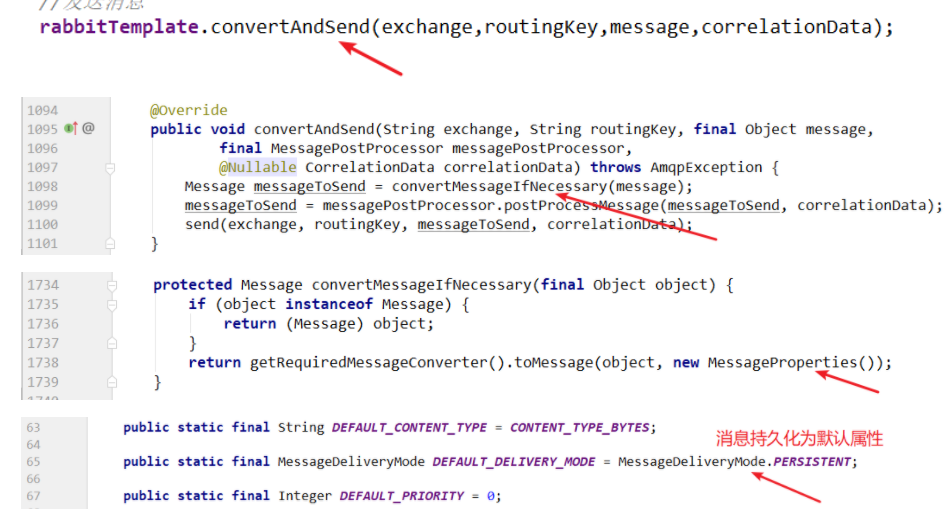 //发送消息
rabbitTemplate.convertAndSend(exchange,routingKey,message,correlationData);
1094 @Override
1095 @ public void convertAndSend(String exchange, String routingKey, final Object message,
1096 final MessagePostProcessor messagePostProcessor,
1097 @Nullable CorrelationData correlationData) throws AmqpException {
1098 Message messageToSend = convertMessageIfNecessary(message);
1099 messageToSend = messagePostProcessor.postProcessMessage(messageToSend, correlationData);
1100 send(exchange, routingKey, messageToSend, correlationData);
1101 }
1734 protected Message convertMessageIfNecessary(final Object object) {
1735 if (object instanceof Message) {
1736 return (Message) object;
1737 }
1738 return getRequiredMessageConverter().toMessage(object, new MessageProperties());
1739 }
63 public static final String DEFAULT_CONTENT_TYPE = CONTENT_TYPE_BYTES;
64
消息持久化为默认属性
65 public static final MessageDeliveryMode DEFAULT_DELIVERY_MODE = MessageDeliveryMode.PERSISTENT;
66
67 public static final Integer DEFAULT_PRIORITY = 0;